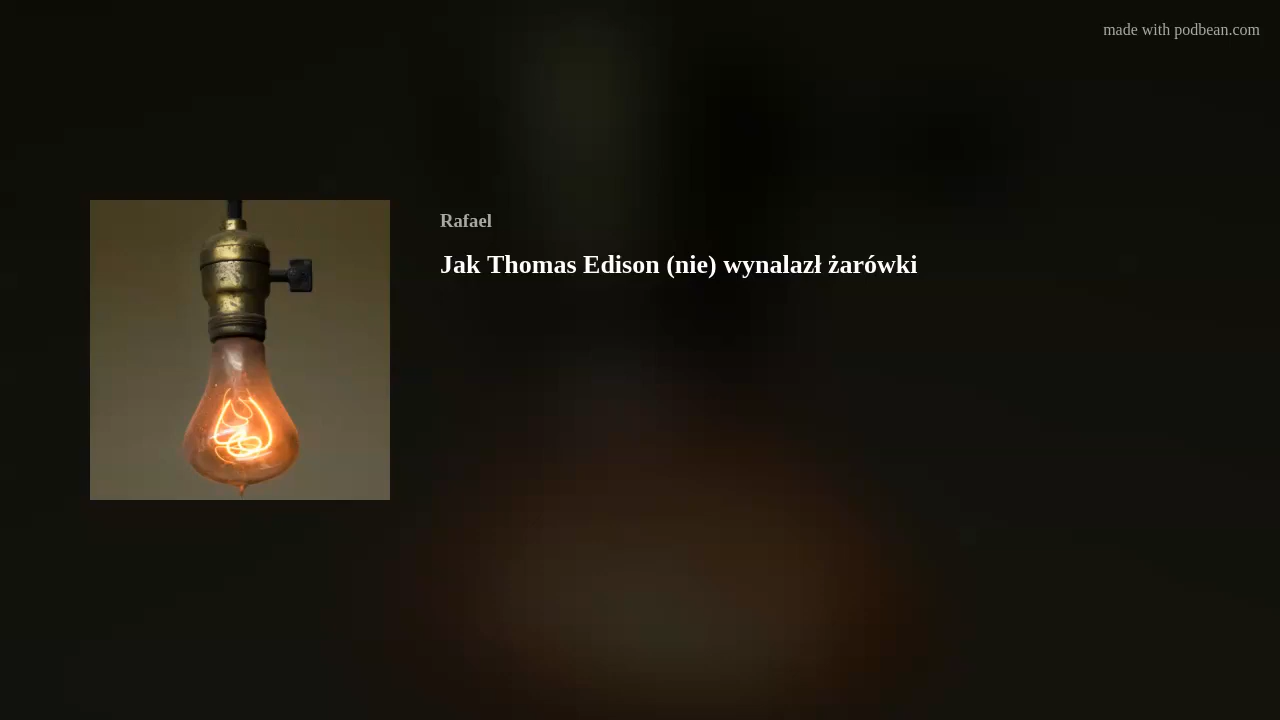 made with podbean.com
Rafael
Jak Thomas Edison (nie) wynalazł żarówki